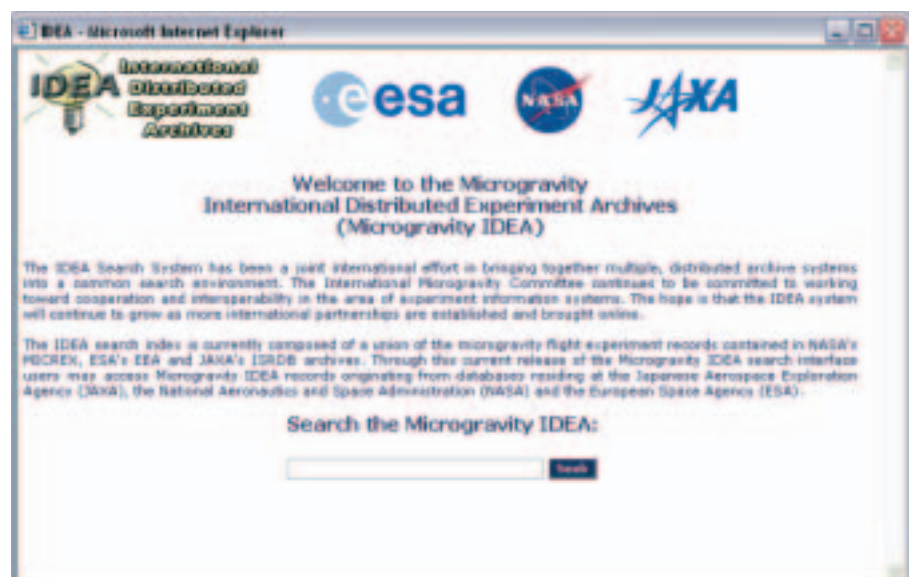 IDEA - Microsoft Internet Explorer
IDEA International
Distributed
Experiment
Archives
esa
NASA
JAXA
Welcome to the Microgravity
International Distributed Experiment Archives
(Microgravity IDEA)
The IDEA Search System has been a joint international effort in bringing together multiple, distributed archive systems
into a common search environment. The International Microgravity Committee continues to be committed to working
toward cooperation and interoperability in the area of experiment information systems. The hope is that the IDEA system
will continue to grow as more international partnerships are established and brought online.
The IDEA search index is currently composed of a union of the microgravity flight experiment records contained in NASA's
MICREX, ESA's EEA and JAXA's ISRDB archives. Through this current release of the Microgravity IDEA search interface
users may access Microgravity IDEA records originating from databases residing at the Japanese Aerospace Exploration
Agency (JAXA), the National Aeronautics and Space Administration (NASA) and the European Space Agency (ESA).
Search the Microgravity IDEA:
Search